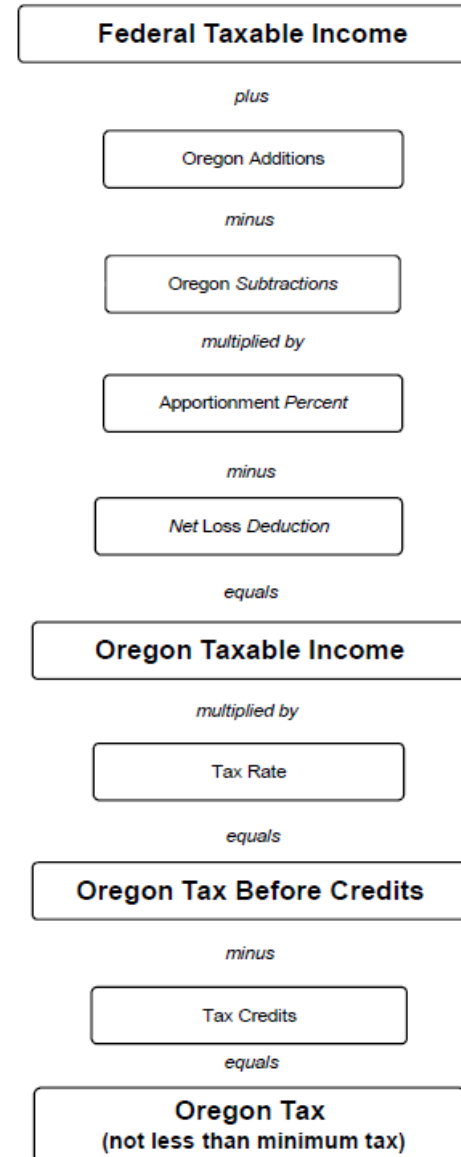 Federal Taxable Income
plus
Oregon Additions
minus
Oregon Subtractions
multiplied by
Apportionment Percent
minus
Net Loss Deduction
equals
Oregon Taxable Income
multiplied by
Tax Rate
equals
Oregon Tax Before Credits
minus
Tax Credits
equals
Oregon Tax
(not less than minimum tax)